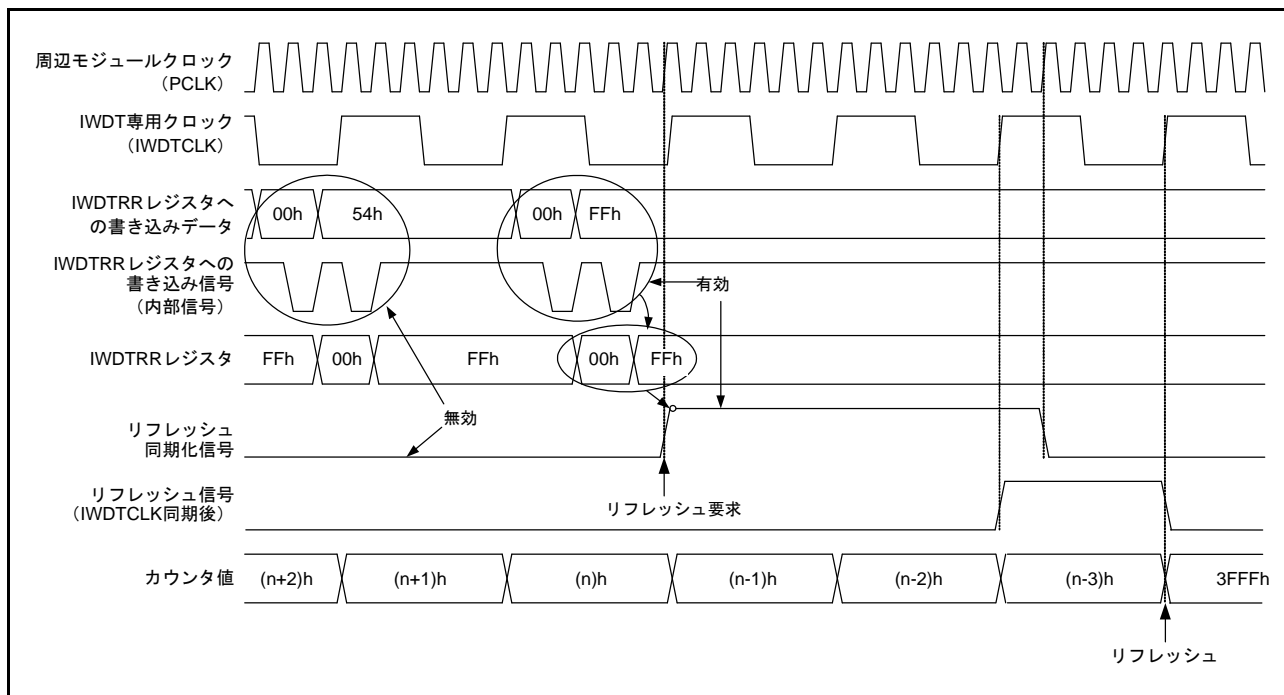 周辺モジュールクロック
（PCLK）
IWDT専用クロック
（IWDTCLK）
IWDTRRレジスタへ
の書き込みデータ
00h
54h
00h
FFh
IWDTRRレジスタへの
書き込み信号
（内部信号）
有効
IWDTRRレジスタ
FFh
00h
FFh
00h
FFh
無効
リフレッシュ
同期化信号
リフレッシュ要求
リフレッシュ信号
（IWDTCLK同期後）
カウンタ値
(n+2)h
(n+1)h
(n)h
(n-1)h
(n-2)h
(n-3)h
3FFFh
リフレッシュ